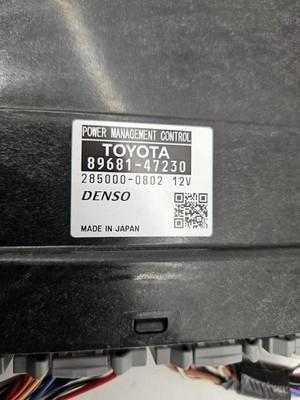 POWER MANAGEMENT CONTROL
TOYOTA
89681-47230
285000-0802 12V
DENSO
MADE IN JAPAN